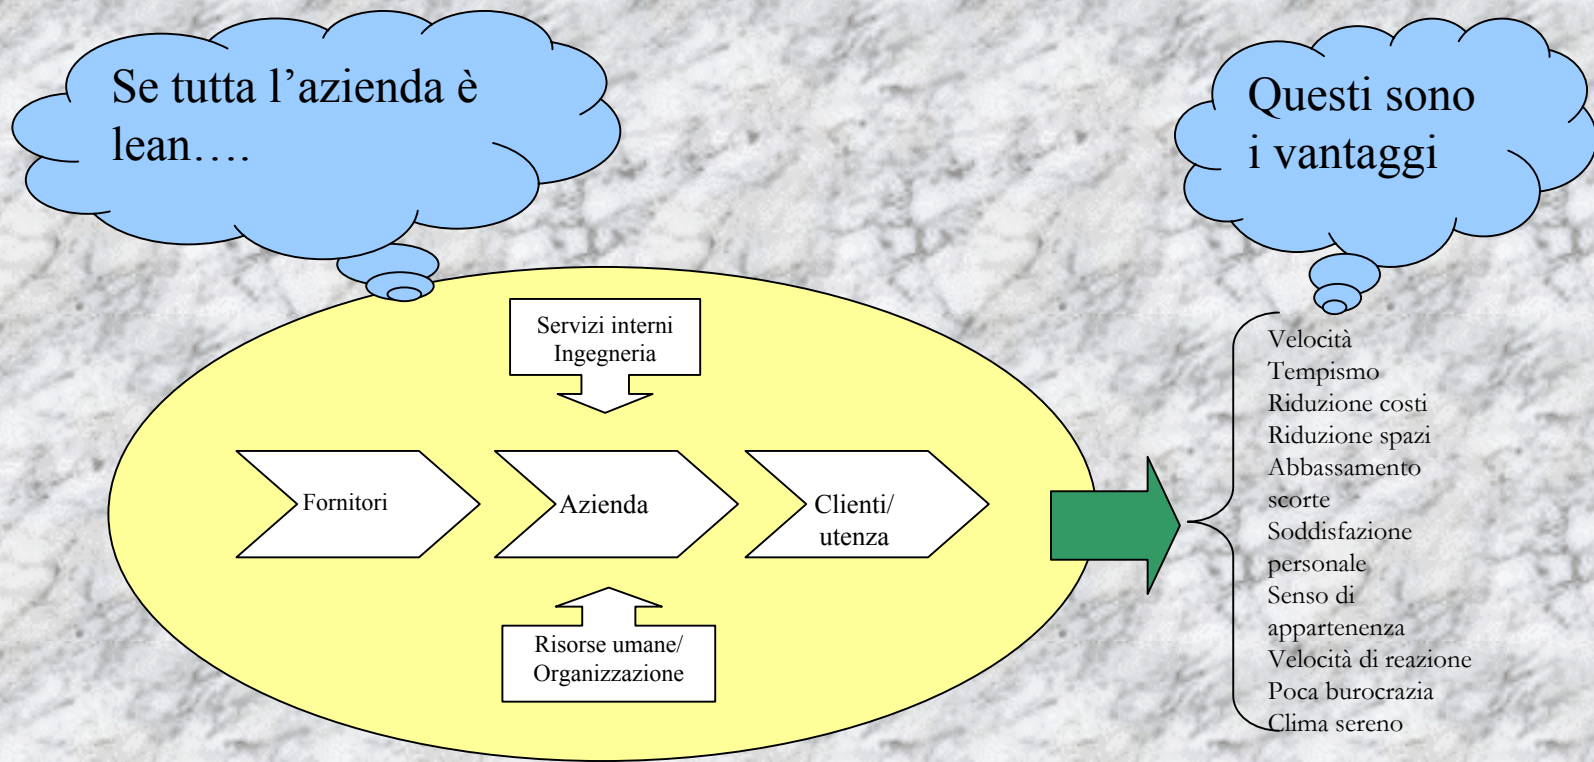 Se tutta l’azienda è
lean….
Questi sono
i vantaggi
Servizi interni
Ingegneria
Fornitori
Azienda
Clienti/
utenza
Risorse umane/
Organizzazione
Velocità
Tempismo
Riduzione costi
Riduzione spazi
Abbassamento
scorte
Soddisfazione
personale
Senso di
appartenenza
Velocità di reazione
Poca burocrazia
Clima sereno